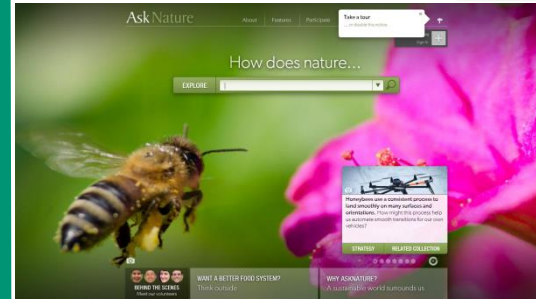 AskNature
About
Features
Participate
Take a tour
How does nature...
EXPLORE
Honeybees use a consistent process to
land smoothly on many surfaces and
orientations. How might this process help
us automate smooth transitions for our own
vehicles?
STRATEGY
RELATED COLLECTION
BEHIND THE SCENES
Meet our volunteers
WANT A BETTER FOOD SYSTEM?
Think outside
WHY ASKNATURE?
A sustainable world surrounds us.